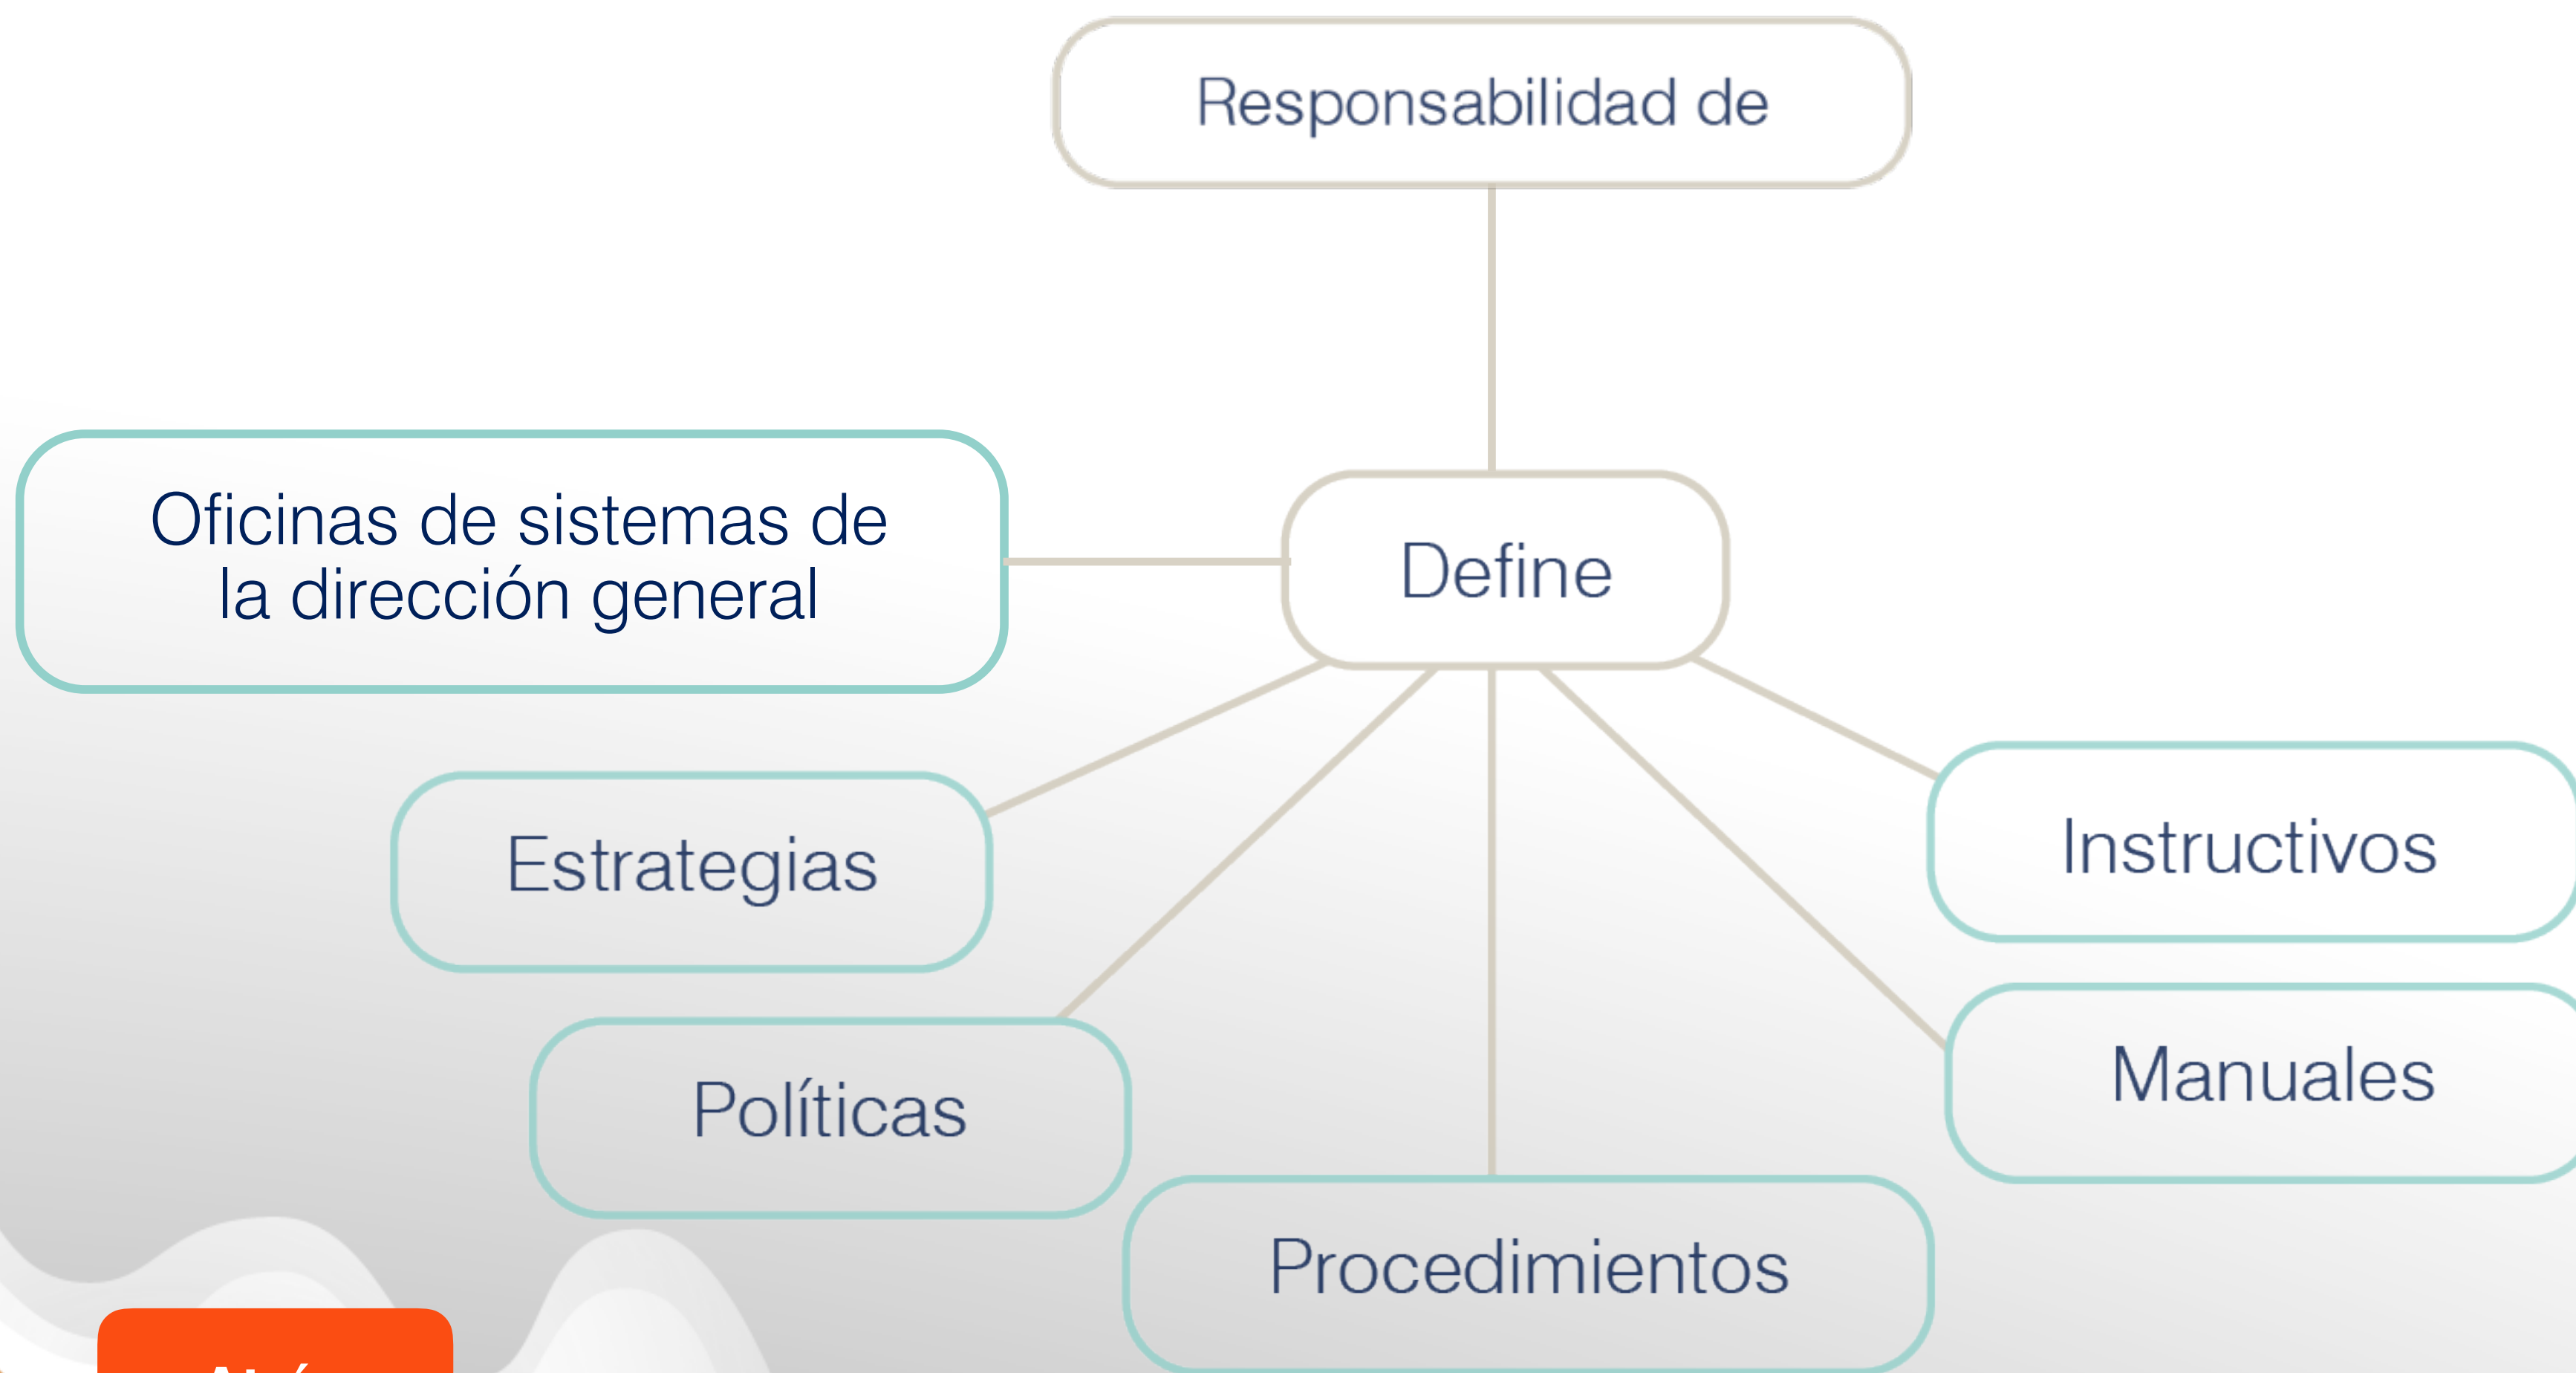 Responsabilidad de
Oficinas de sistemas de
la dirección general
Define
Estrategias
Instructivos
Políticas
Manuales
Procedimientos